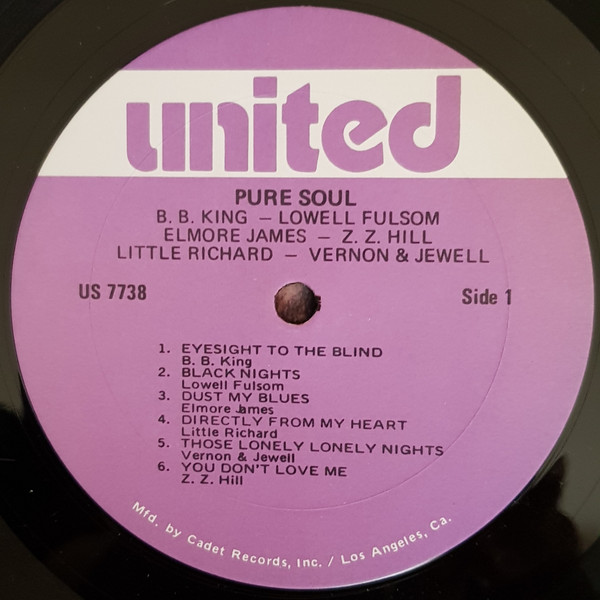 united
PURE SOUL
B. B. KING – LOWELL FULSOM
ELMORE JAMES – Z. Z. HILL
LITTLE RICHARD – VERNON & JEWELL
US 7738
Side 1
1. EYESIGHT TO THE BLIND
B. B. King
2. BLACK NIGHTS
Lowell Fulsom
3. DUST MY BLUES
Elmore James
4. DIRECTLY FROM MY HEART
Little Richard
5. THOSE LONELY LONELY NIGHTS
Vernon & Jewell
6. YOU DON'T LOVE ME
Z. Z. Hill
Mfd. by Cadet Records, Inc. / Los Angeles, Ca.